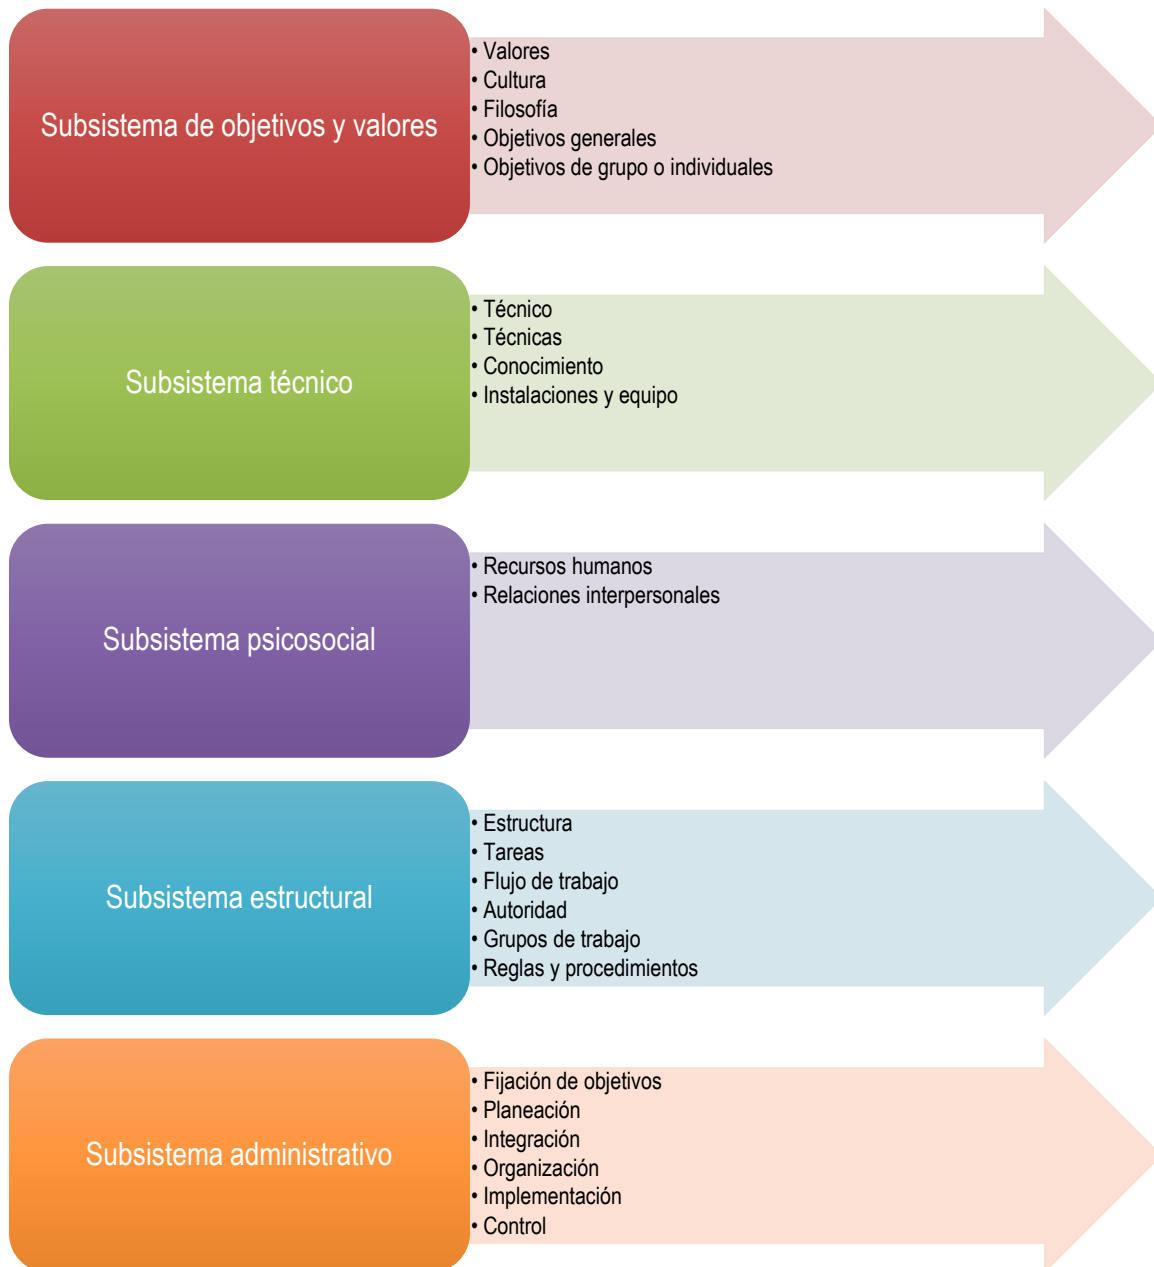 Subsistema de objetivos y valores
• Valores
• Cultura
• Filosofía
• Objetivos generales
• Objetivos de grupo o individuales
Subsistema técnico
• Técnico
• Técnicas
• Conocimiento
• Instalaciones y equipo
Subsistema psicosocial
• Recursos humanos
• Relaciones interpersonales
Subsistema estructural
• Estructura
• Tareas
• Flujo de trabajo
• Autoridad
• Grupos de trabajo
• Reglas y procedimientos
Subsistema administrativo
• Fijación de objetivos
• Planeación
• Integración
• Organización
• Implementación
• Control